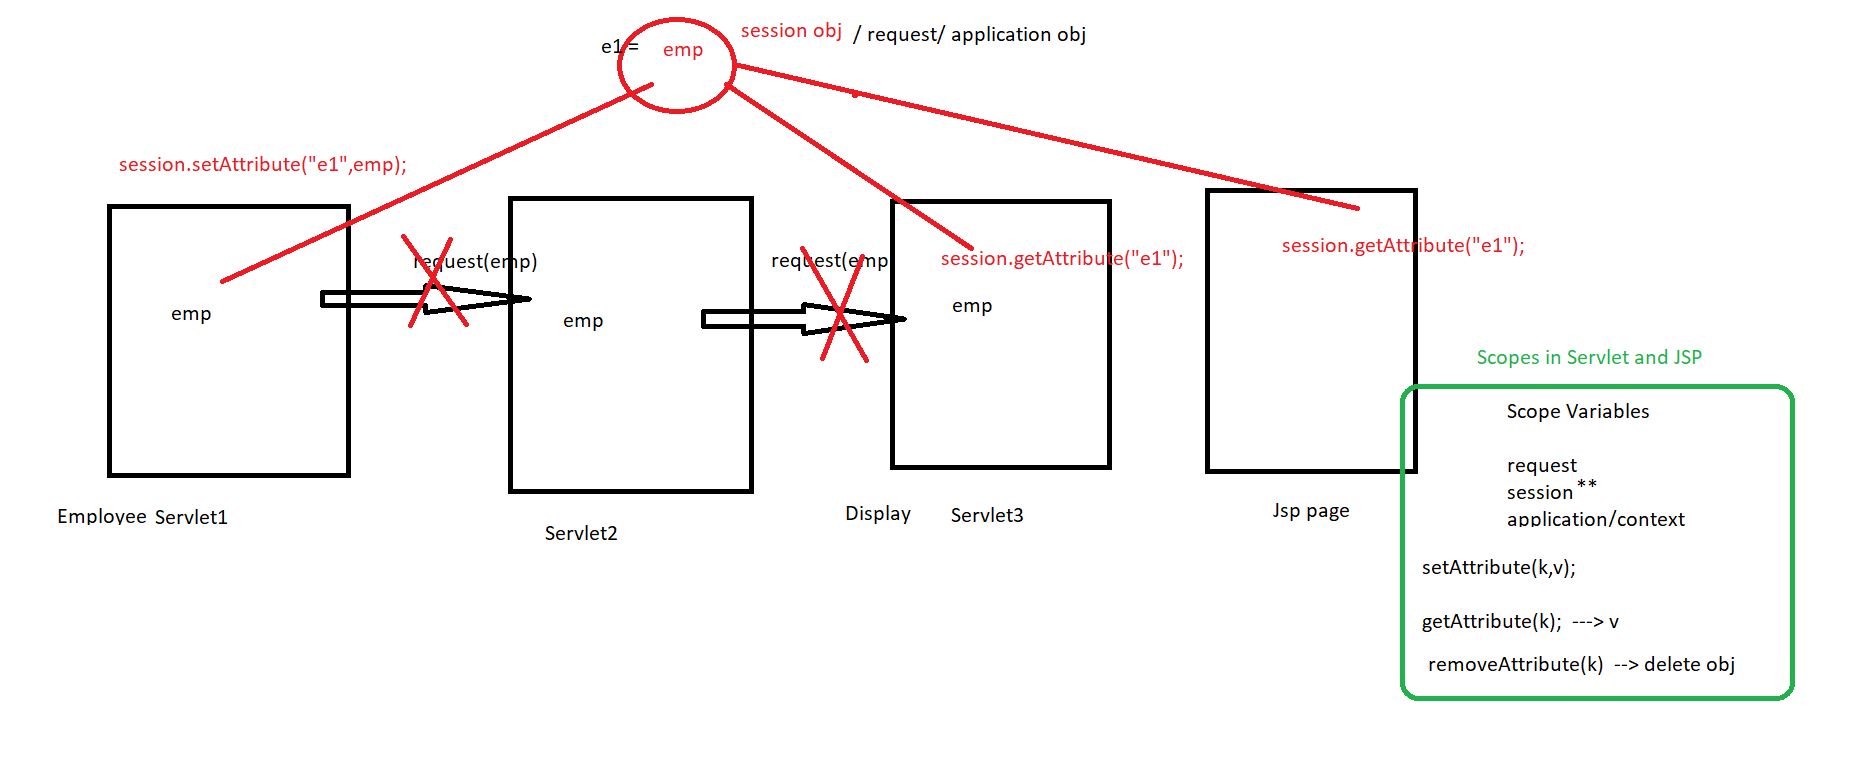 session obj / request/ application obj
e1 = emp
session.setAttribute("e1",emp);
request(emp)
request(emp
session.getAttribute("e1");
session.getAttribute("e1");
emp
emp
emp
Employee Servlet1
Servlet2
Display Servlet3
Jsp page
Scopes in Servlet and JSP
Scope Variables
request
session **
application/context
setAttribute(k,v);
getAttribute(k); ---> v
removeAttribute(k) --> delete obj